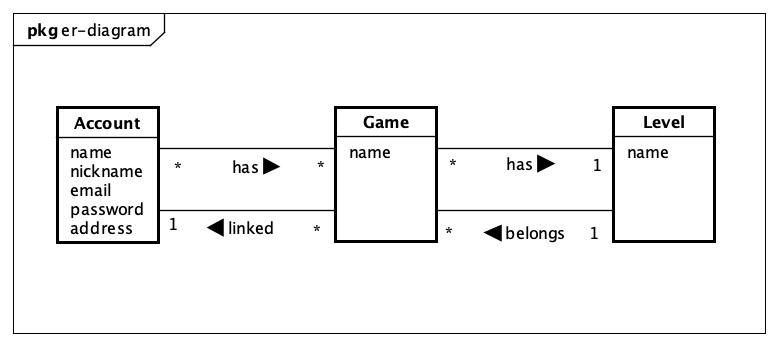 pkg er-diagram
Account
name
nickname
email
password
address
Game
name
Level
name
* has ▶ *
* has ▶ 1
1 ◀ linked *
* ◀ belongs 1